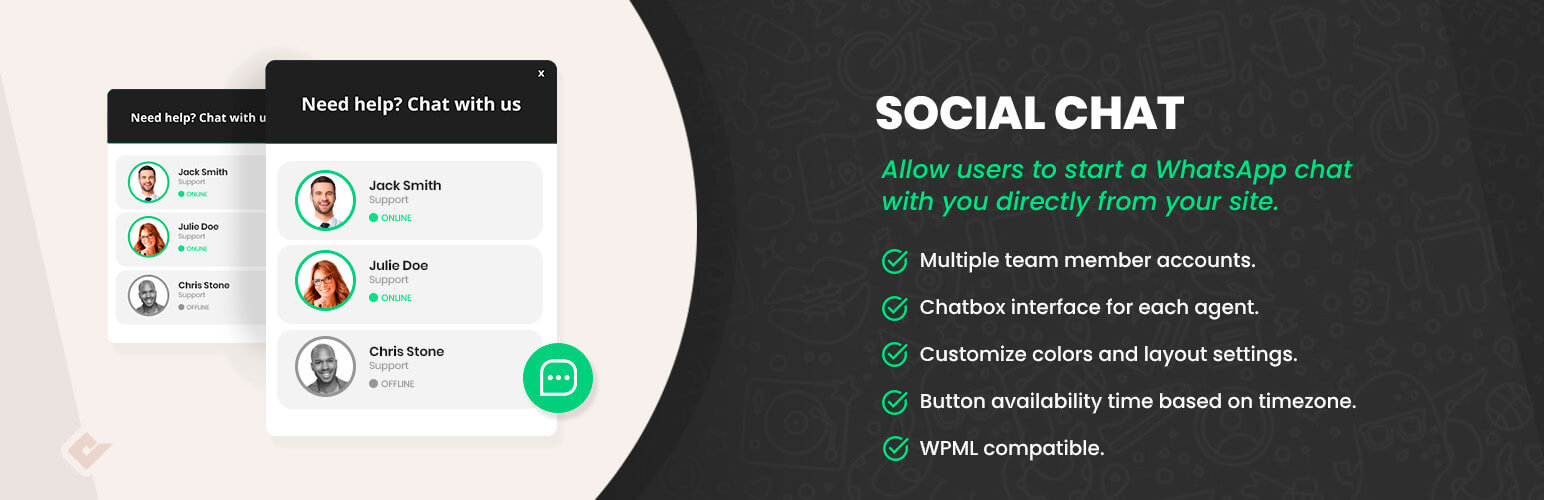 Need help? Chat with u
Jack Smith
Support
ONLINE
Julie Doe
Support
ONLINE
Chris Stone
Support
OFFLINE
x
Need help? Chat with us
Jack Smith
Support
ONLINE
Julie Doe
Support
ONLINE
Chris Stone
Support
OFFLINE
SOCIAL CHAT
Allow users to start a WhatsApp chat
with you directly from your site.
Multiple team member accounts.
Chatbox interface for each agent.
Customize colors and layout settings.
Button availability time based on timezone.
WPML compatible.